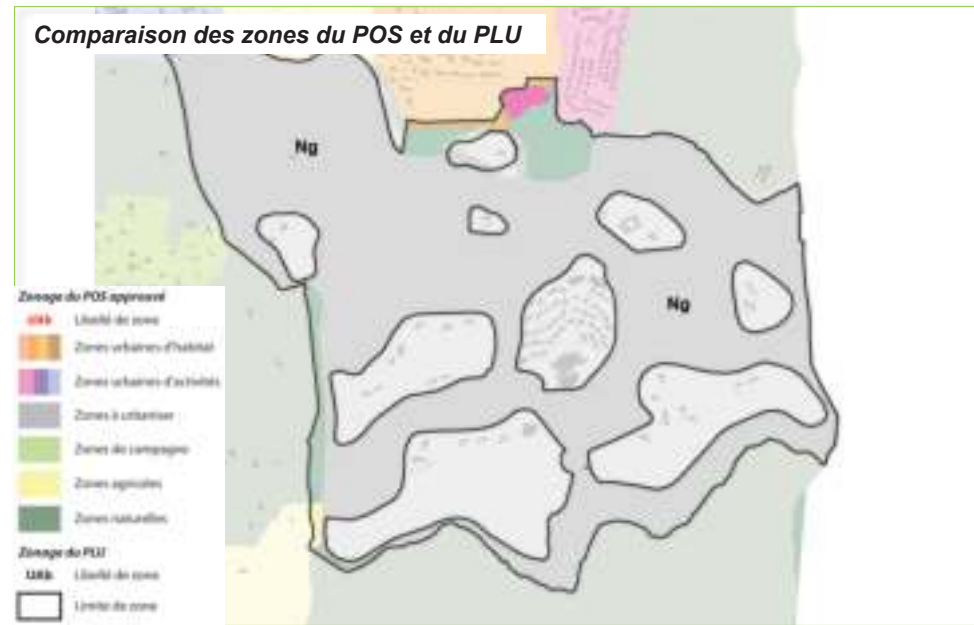 Comparaison des zones du POS et du PLU
Ng
Ng
Zonage du POS approuvé
UAb Libellé de zone
Zones urbaines d'habitat
Zones urbaines d'activités
Zones à urbaniser
Zones de campagne
Zones agricoles
Zones naturelles
Zonage du PLU
UAb Libellé de zone
Limite de zone